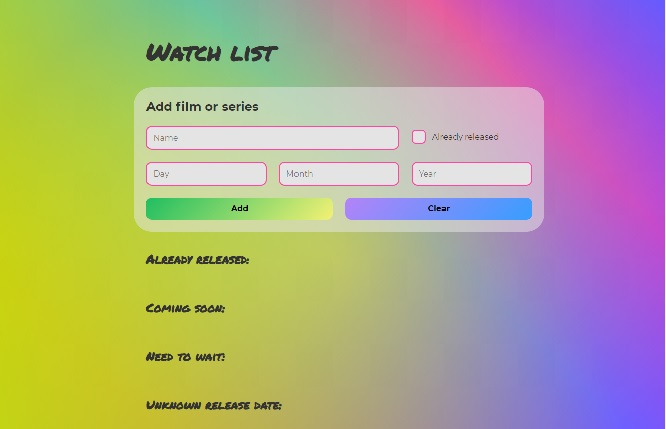 Watch list
Add film or series
Name
Already released
Day Month Year
Add Clear
Already released:
Coming soon:
Need to wait:
Unknown release date: